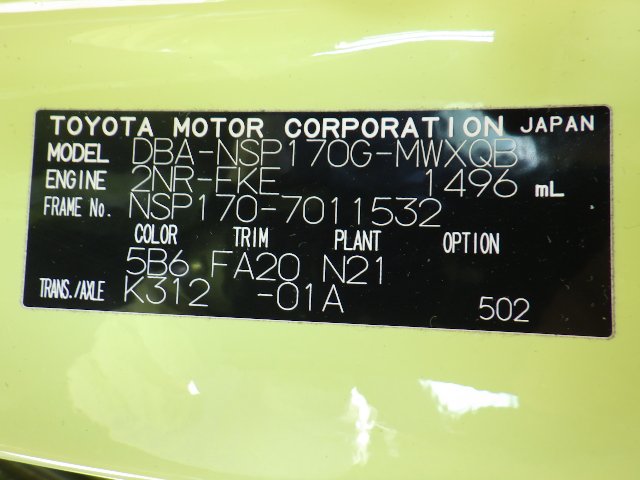 TOYOTA MOTOR CORPORATION JAPAN
MODEL DBA-NSP170G-MWXQB
ENGINE 2NR-FKE 1496 mL
FRAME No. NSP170-7011532
COLOR TRIM PLANT OPTION
5B6 FA20 N21
TRANS./AXLE K312 -01A 502